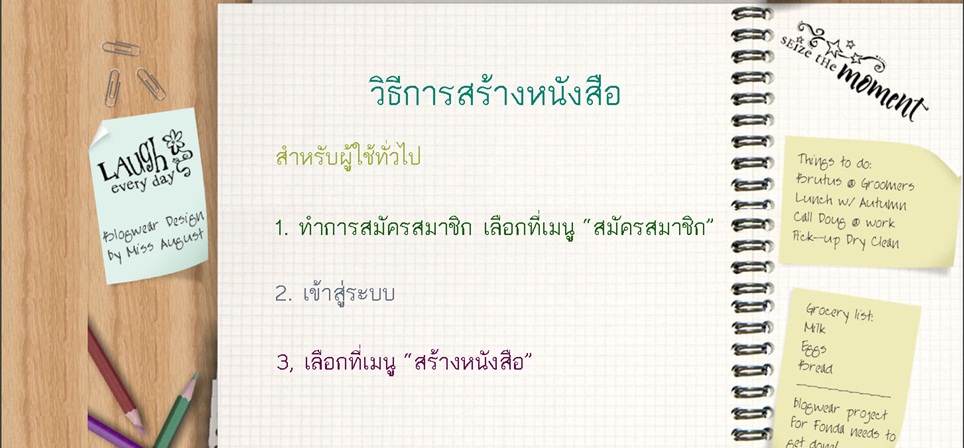 วิธีการสร้างหนังสือ
สำหรับผู้ใช้ทั่วไป
1. ทำการสมัครสมาชิก เลือกที่เมนู “สมัครสมาชิก”
2. เข้าสู่ระบบ
3, เลือกที่เมนู “สร้างหนังสือ”
LAUgh
every day
Blogwear Design
by Miss August
sEize the
moment
Things to do:
Brutus @ Groomers
Lunch w/ Autumn
Call Doug @ work
Pick-up Dry Clean
Grocery list:
Milk
Eggs
Bread
blogwear project
for Fonda needs to
get done!